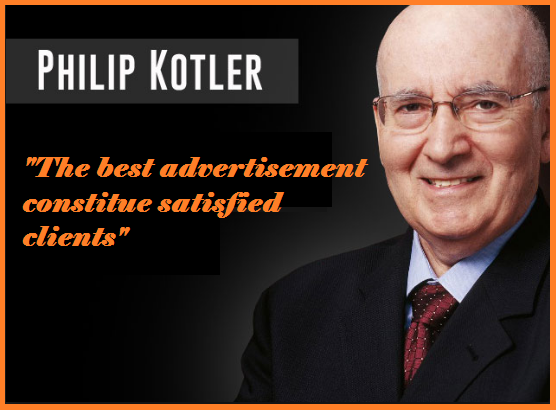 PHILIP KOTLER
"The best advertisement
constitue satisfied
clients"